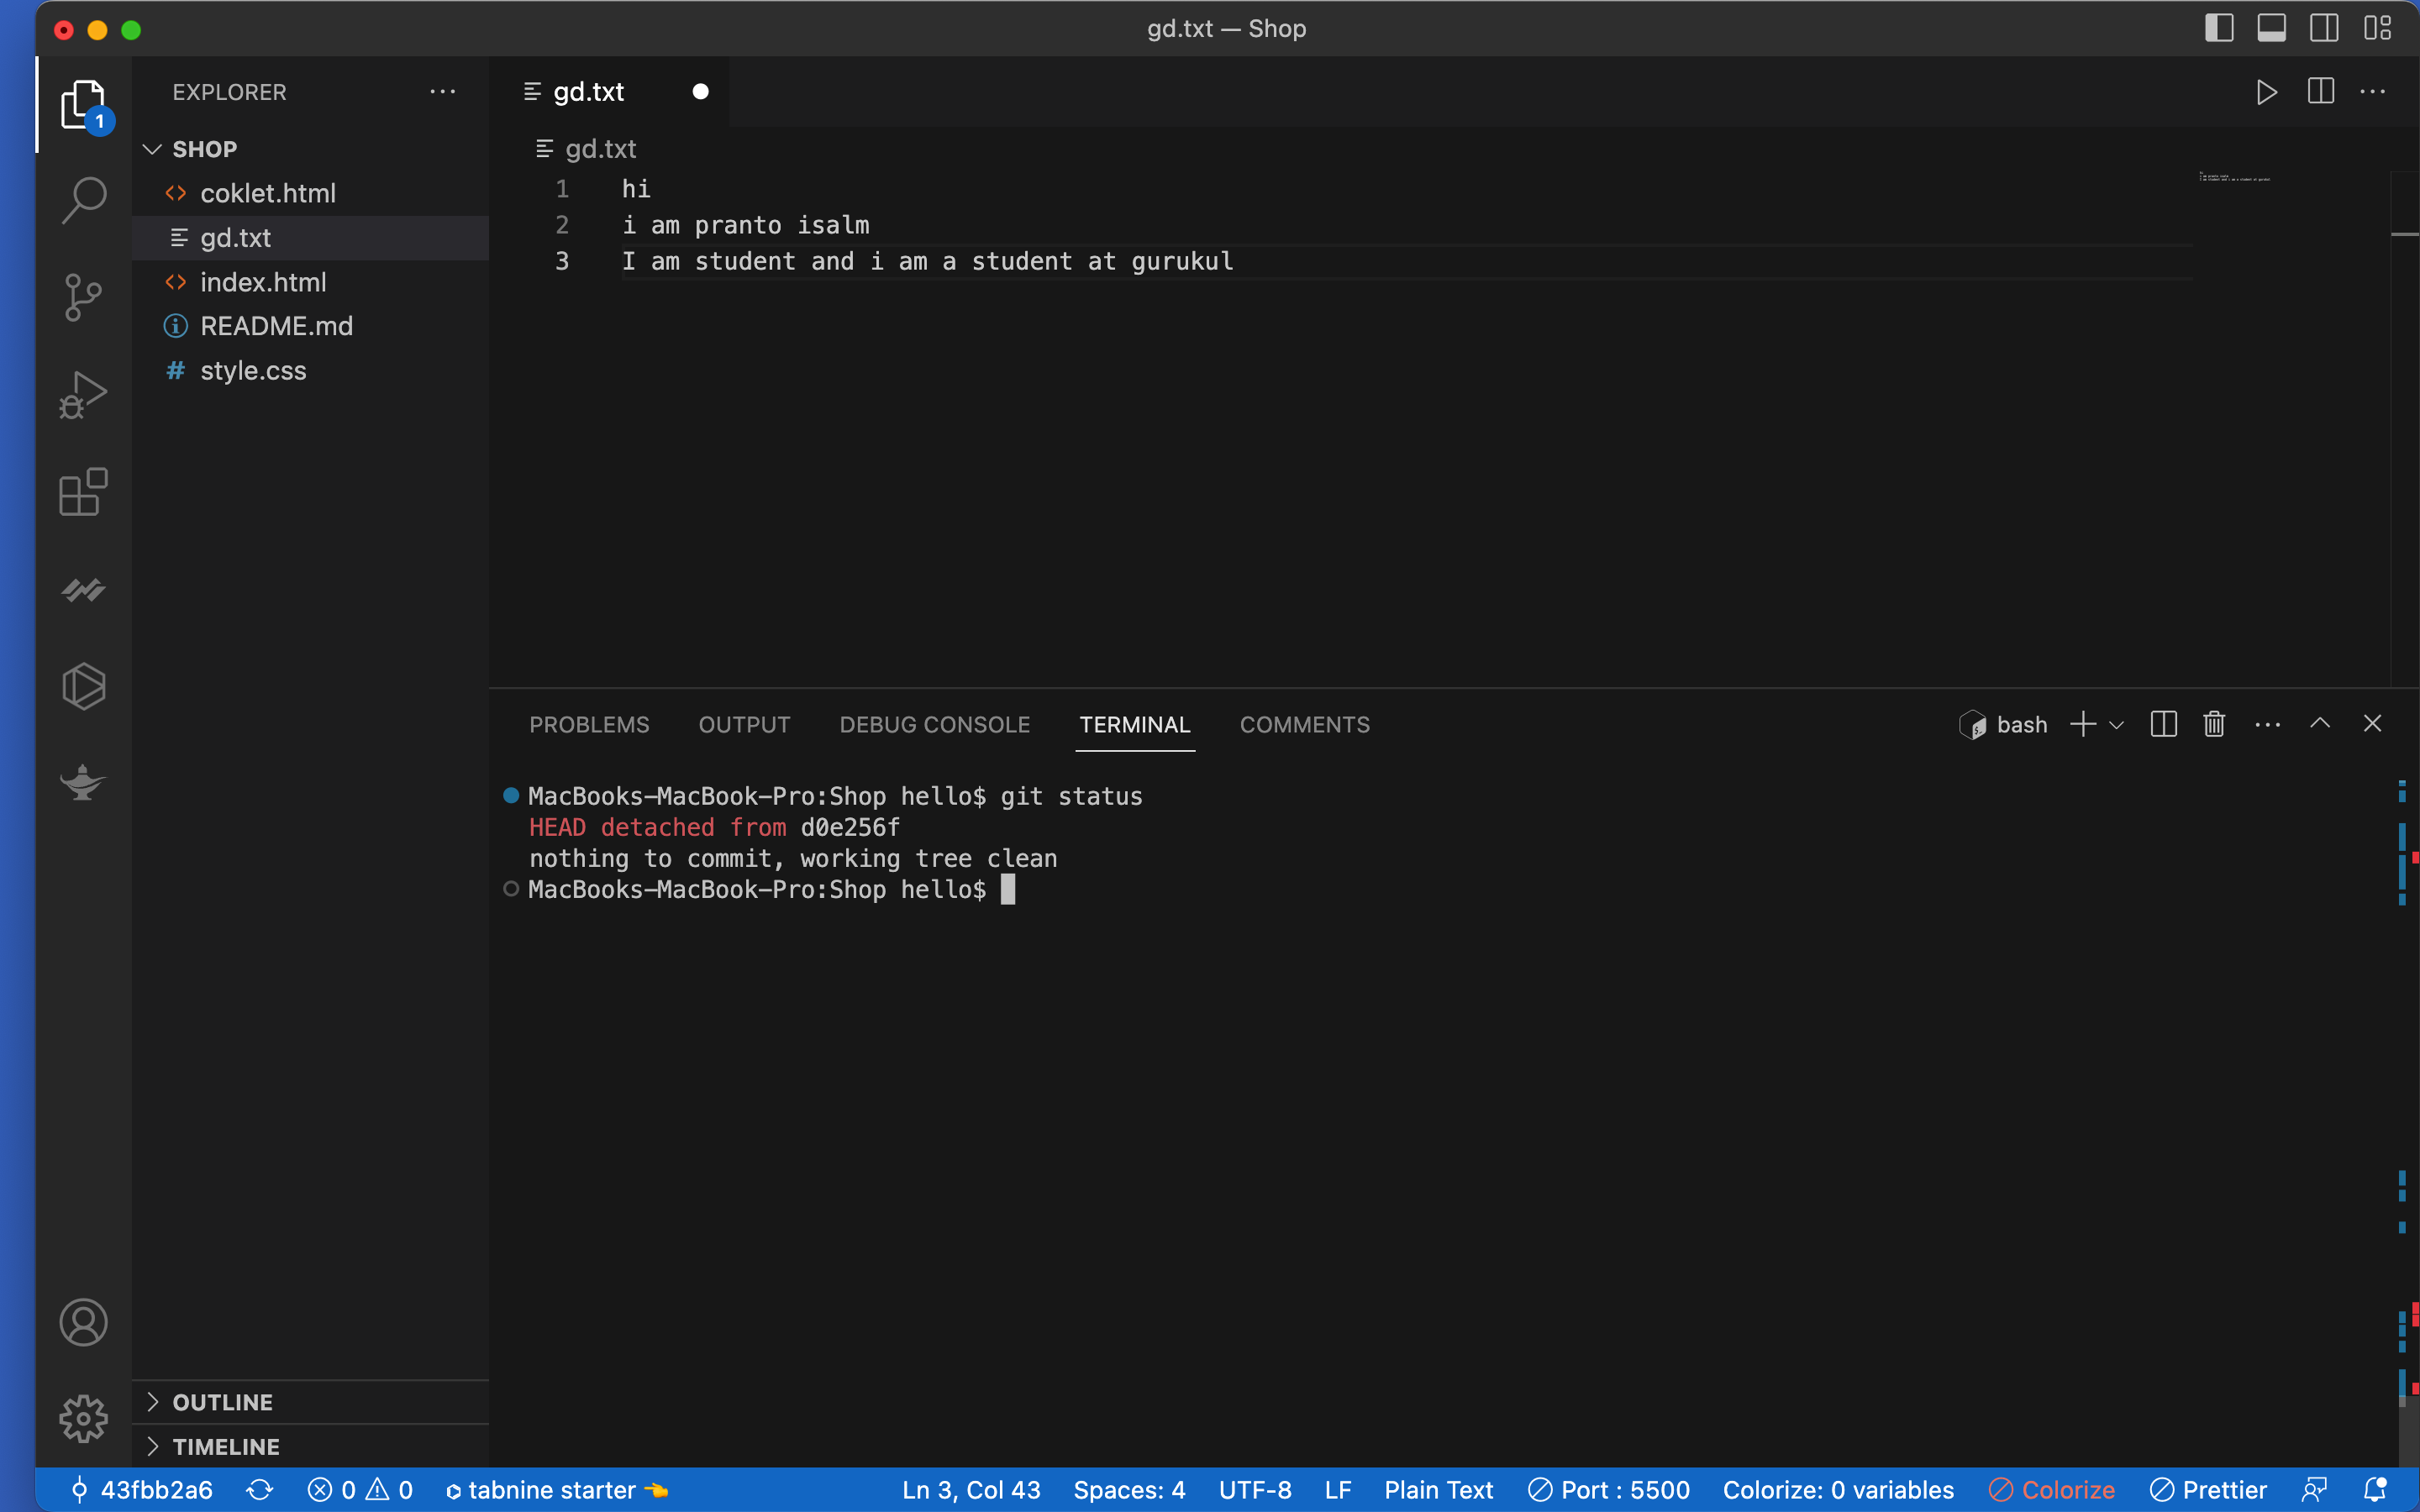 gd.txt — Shop
1
EXPLORER
SHOP
coklet.html
gd.txt
index.html
README.md
style.css
OUTLINE
TIMELINE
gd.txt
gd.txt
1 hi
2 i am pranto isalm
3 I am student and i am a student at gurukul
PROBLEMS OUTPUT DEBUG CONSOLE TERMINAL COMMENTS
bash
MacBooks-MacBook-Pro:Shop hello$ git status
HEAD detached from d0e256f
nothing to commit, working tree clean
MacBooks-MacBook-Pro:Shop hello$
43fbb2a6 0 0 tabnine starter Ln 3, Col 43 Spaces: 4 UTF-8 LF Plain Text Port : 5500 Colorize: 0 variables Colorize Prettier